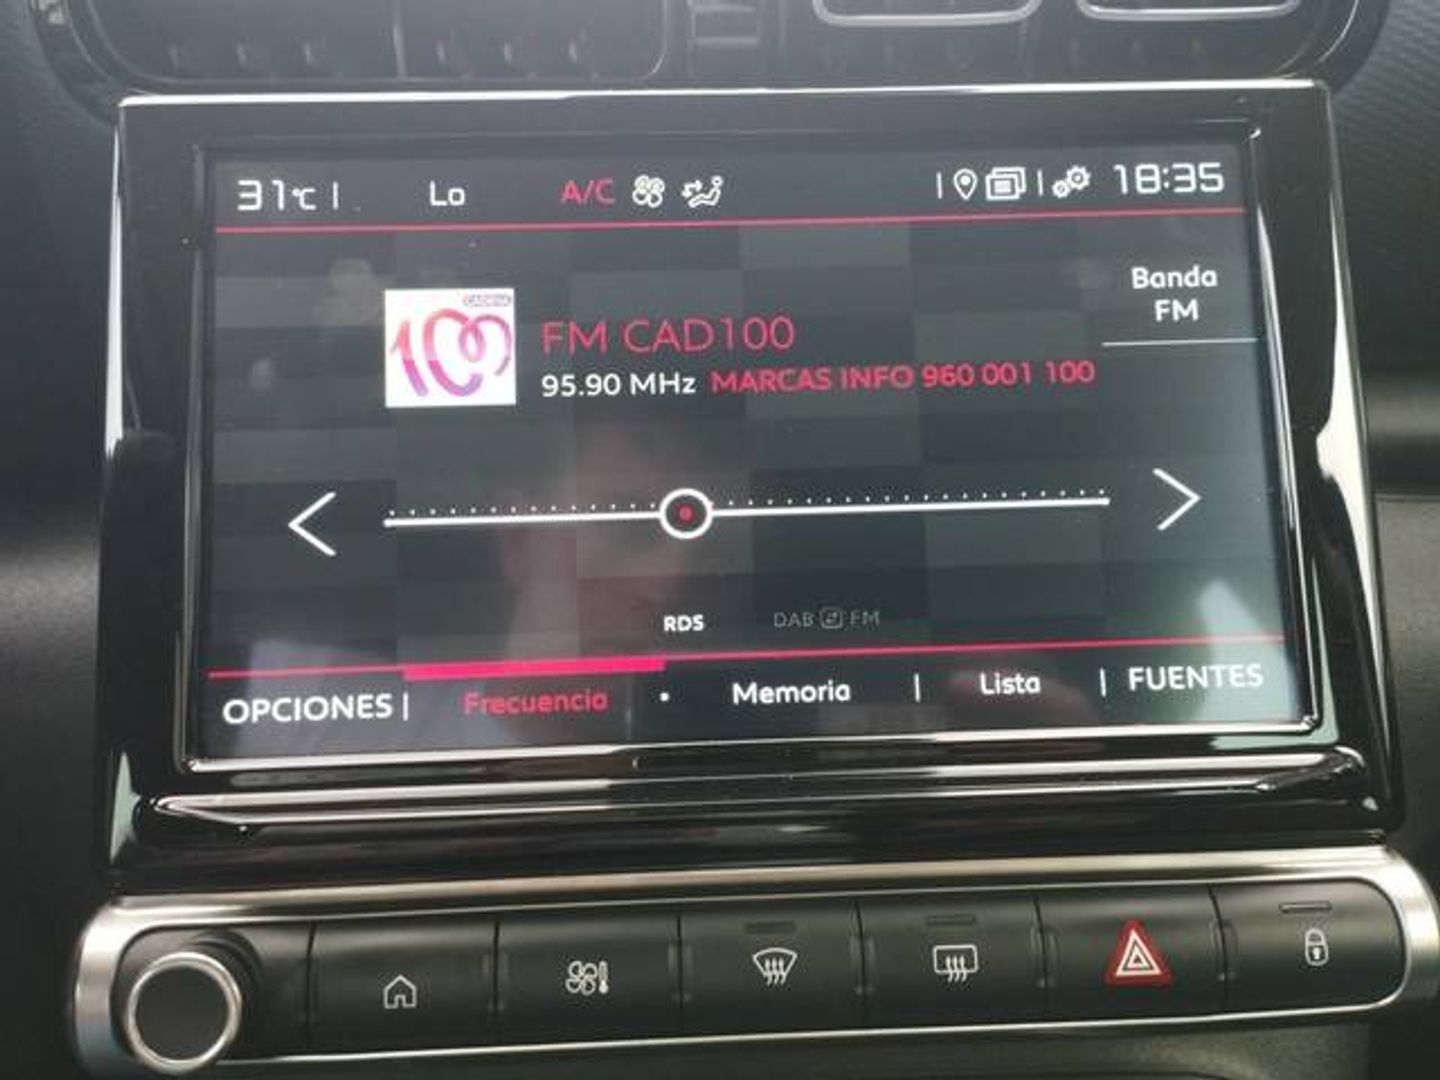 31°C | Lo A/C | | 18:35
Banda
FM
CADENA
100
FM CAD100
95.90 MHz MARCAS INFO 960 001 100
RDS DAB FM
OPCIONES | Frecuencia • Memoria | Lista | FUENTES